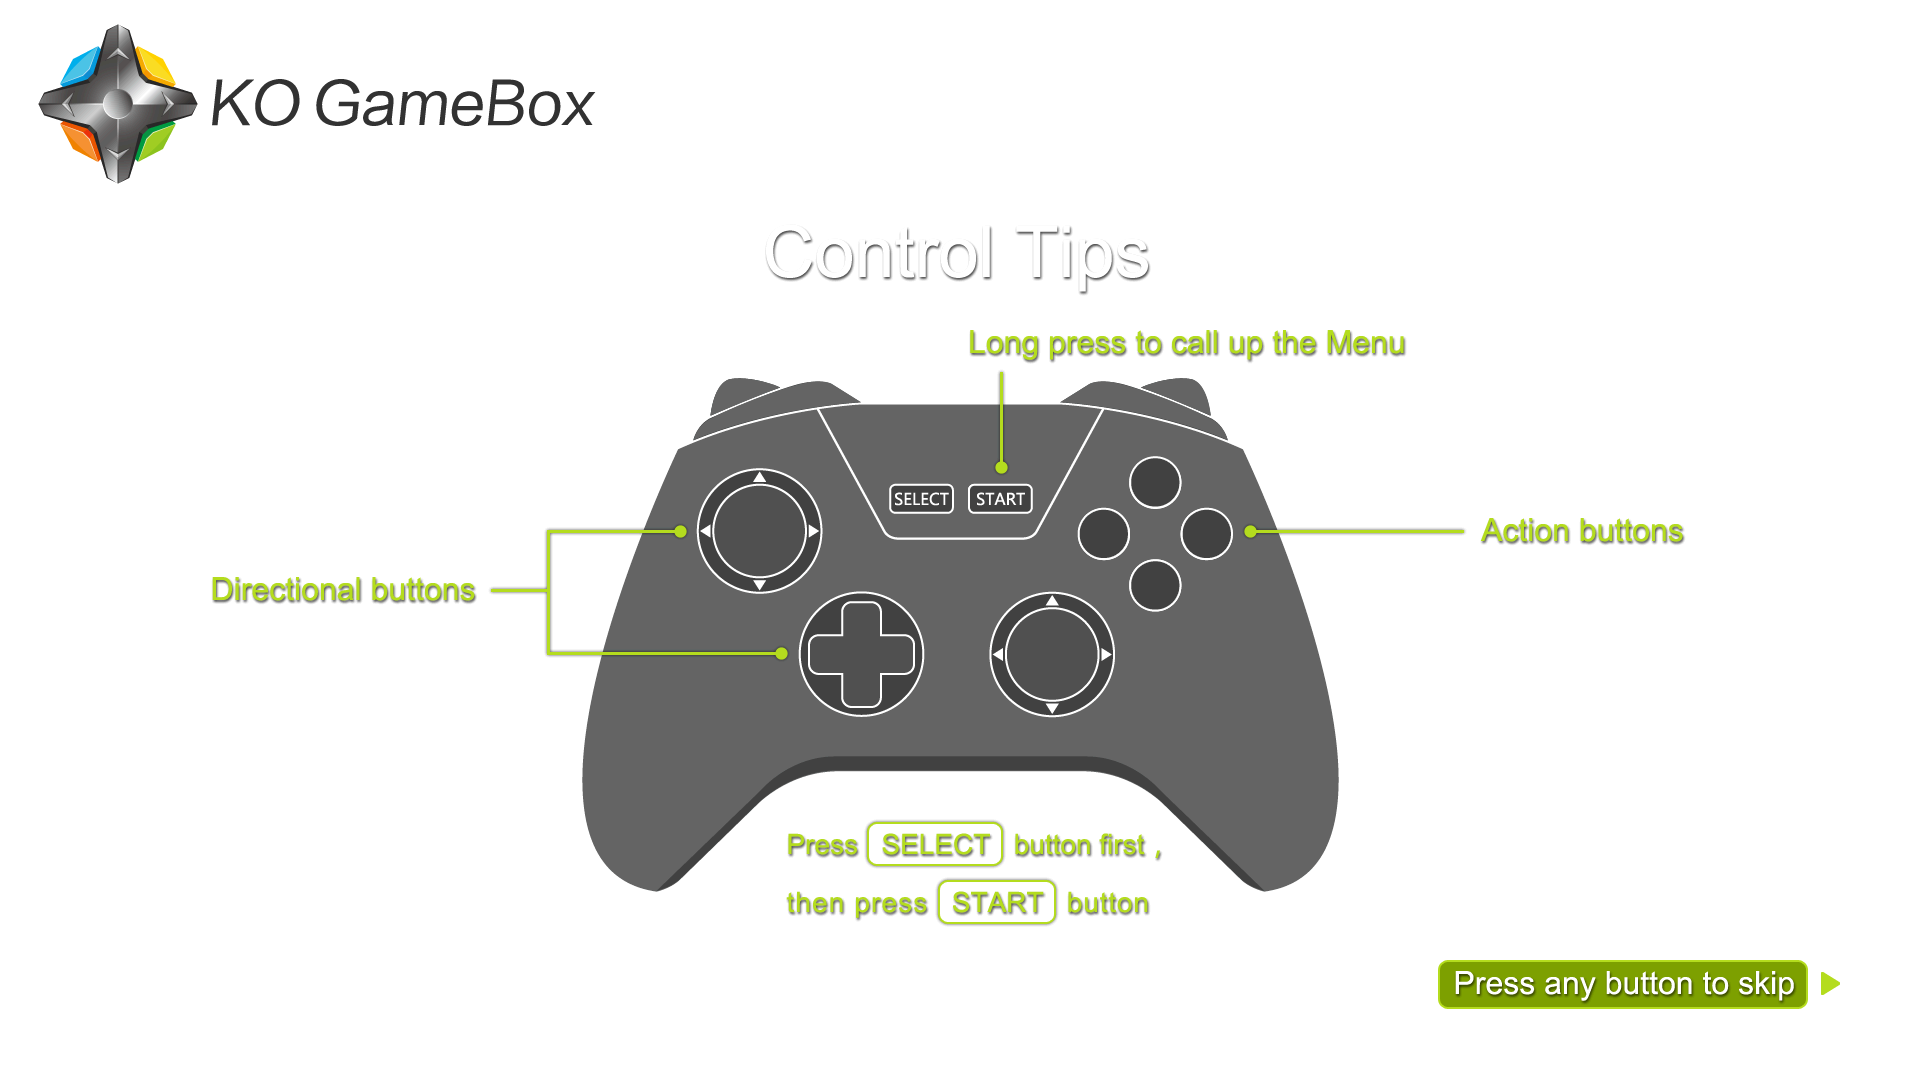 KO GameBox
Control Tips
Long press to call up the Menu
SELECT
START
Action buttons
Directional buttons
Press SELECT button first ,
then press START button
Press any button to skip